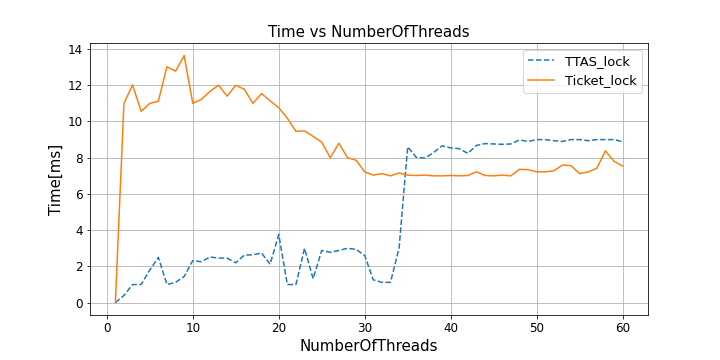 Time vs NumberOfThreads
TTAS_lock
Ticket_lock
Time[ms]
14
12
10
8
6
4
2
0
0 10 20 30 40 50 60
NumberOfThreads